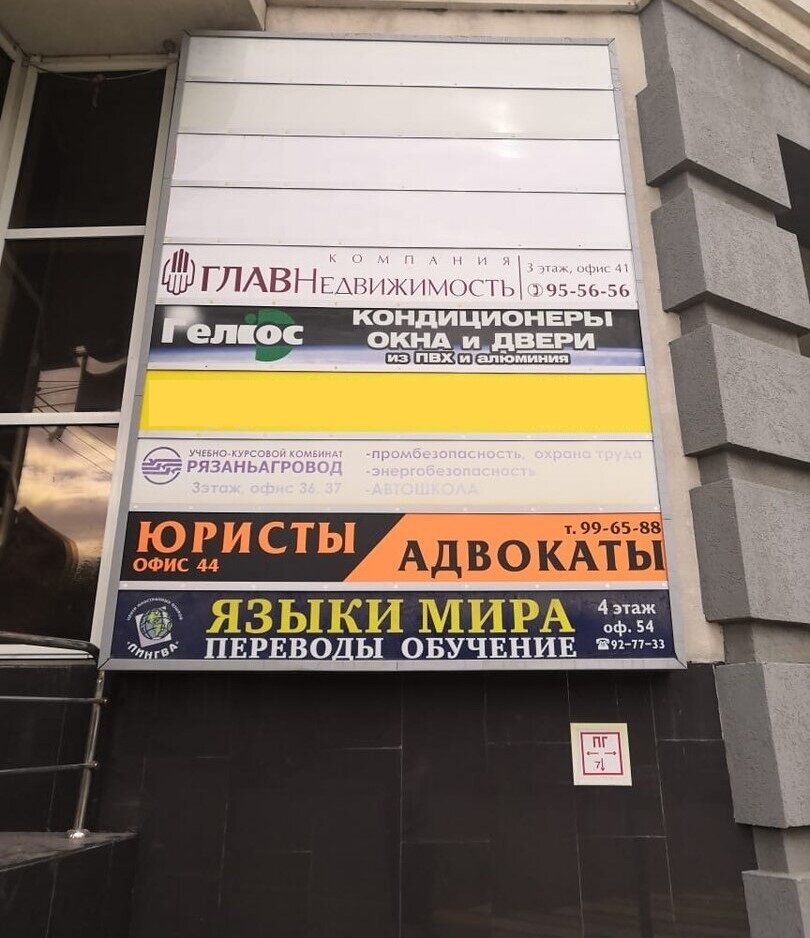 КОМПАНИЯ
ГЛАВНЕДВИЖИМОСТЬ
3 этаж, офис 41
95-56-56
Гелиос
КОНДИЦИОНЕРЫ
ОКНА и ДВЕРИ
ИЗ ПВХ И АЛЮМИНИЯ
УЧЕБНО-КУРСОВОЙ КОМБИНАТ
РЯЗАНЬАГРОВОД
3этаж, офис 36, 37
-промбезопасность, охрана труда
-энергобезопасность
-АВТОШКОЛА
ЮРИСТЫ
ОФИС 44
т. 99-65-88
АДВОКАТЫ
ЛИНГВА
ЯЗЫКИ МИРА
ПЕРЕВОДЫ ОБУЧЕНИЕ
4 этаж
оф. 54
☎92-77-33
ПГ
7